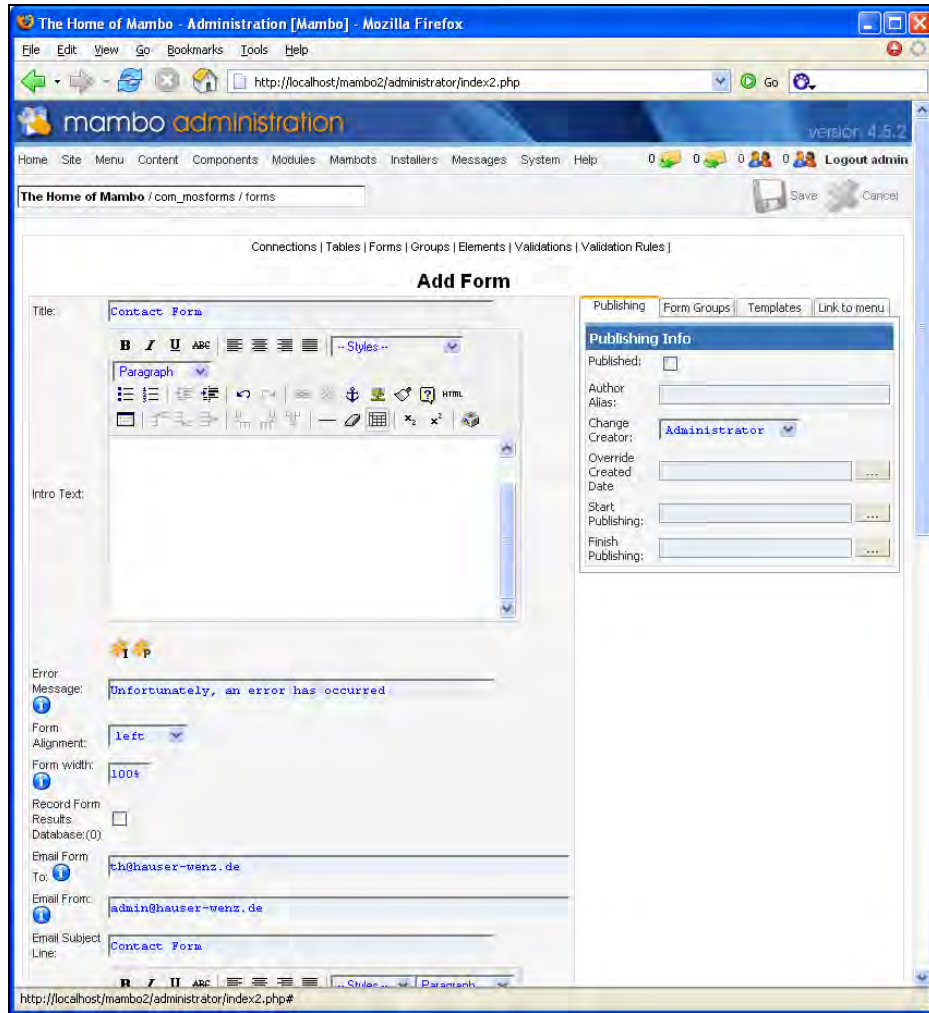 The Home of Mambo - Administration [Mambo] - Mozilla Firefox
File Edit View Go Bookmarks Tools Help
http://localhost/mambo2/administrator/index2.php Go
mambo administration
version 4.5.2
Home Site Menu Content Components Modules Mambots Installers Messages System Help 0 0 0 0 Logout admin
The Home of Mambo / com_mosforms / forms Save Cancel
Connections | Tables | Forms | Groups | Elements | Validations | Validation Rules |
Add Form
Title: Contact Form
B I U ABC -- Styles --
Paragraph
HTML
Intro Text:
I P
Error
Message:
Unfortunately, an error has occurred
Form
Alignment:
left
Form width:
100%
Record Form
Results
Database:(0)
Email Form
To:
th@hauser-wenz.de
Email From:
admin@hauser-wenz.de
Email Subject
Line:
Contact Form
B I U ABC -- Styles -- Paragraph
Publishing Form Groups Templates Link to menu
Publishing Info
Published:
Author
Alias:
Change
Creator:
Administrator
Override
Created
Date
...
Start
Publishing:
...
Finish
Publishing:
...
http://localhost/mambo2/administrator/index2.php#